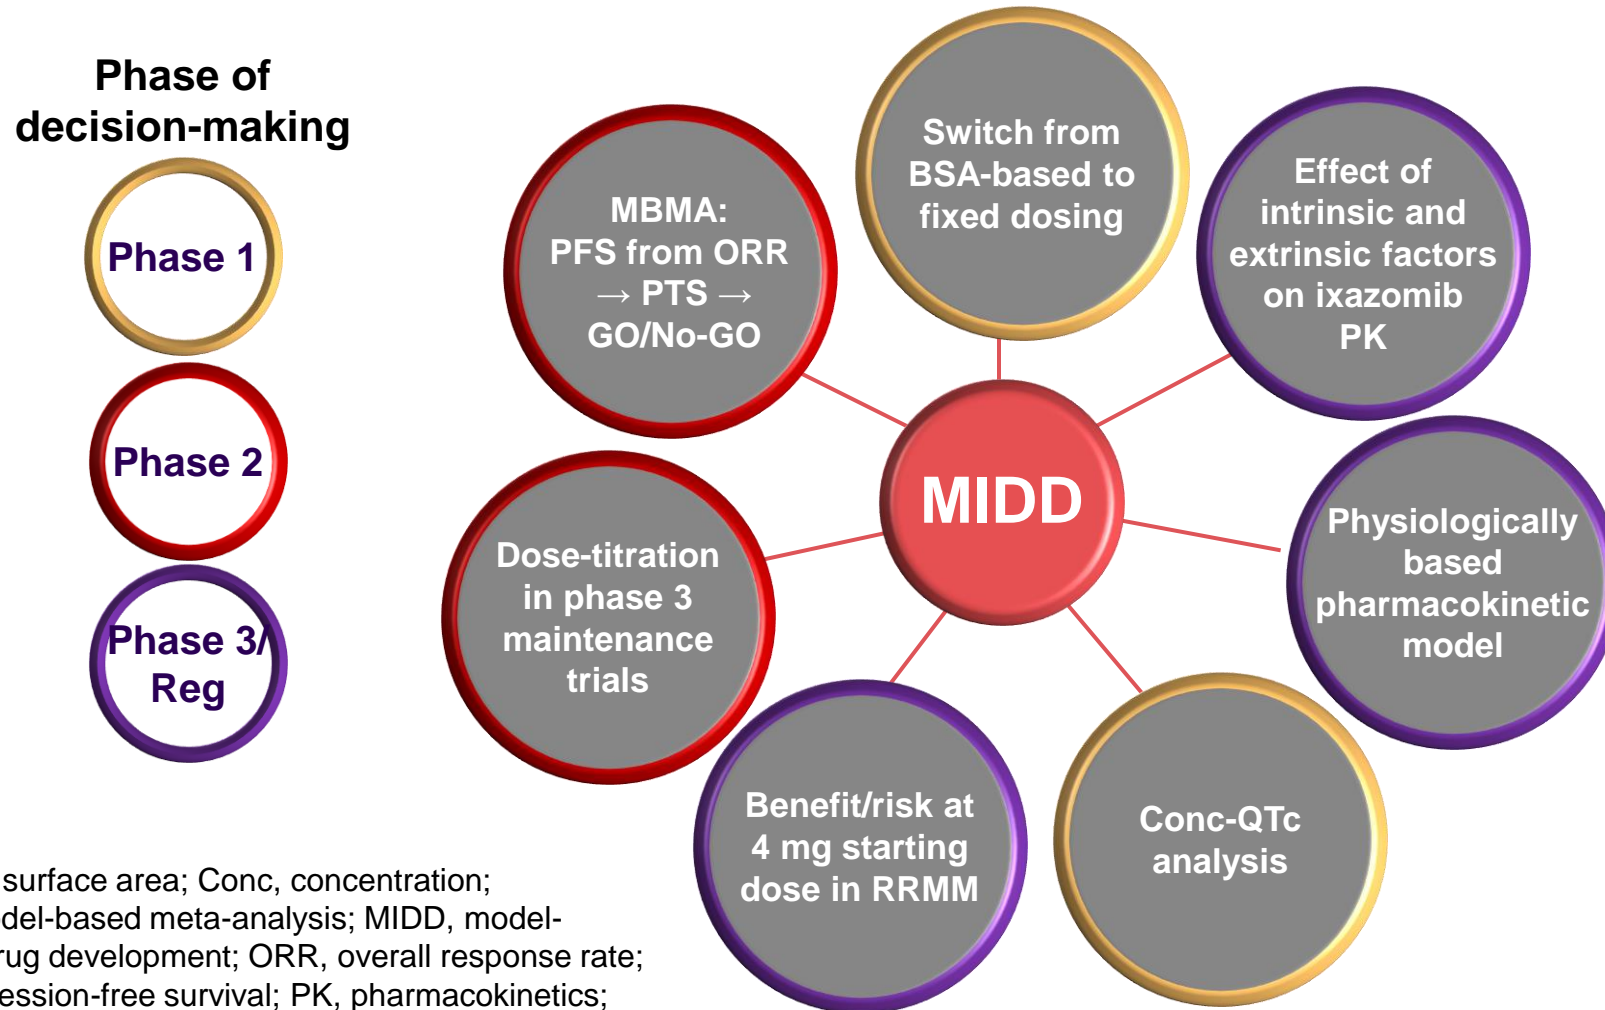 Phase of
decision-making
Phase 1
Phase 2
Phase 3/
Reg
MBMA:
PFS from ORR
→ PTS →
GO/No-GO
Switch from
BSA-based to
fixed dosing
Effect of
intrinsic and
extrinsic factors
on ixazomib
PK
MIDD
Dose-titration
in phase 3
maintenance
trials
Physiologically
based
pharmacokinetic
model
Benefit/risk at
4 mg starting
dose in RRMM
Conc-QTc
analysis
surface area; Conc, concentration;
odel-based meta-analysis; MIDD, model-
rug development; ORR, overall response rate;
ession-free survival; PK, pharmacokinetics;